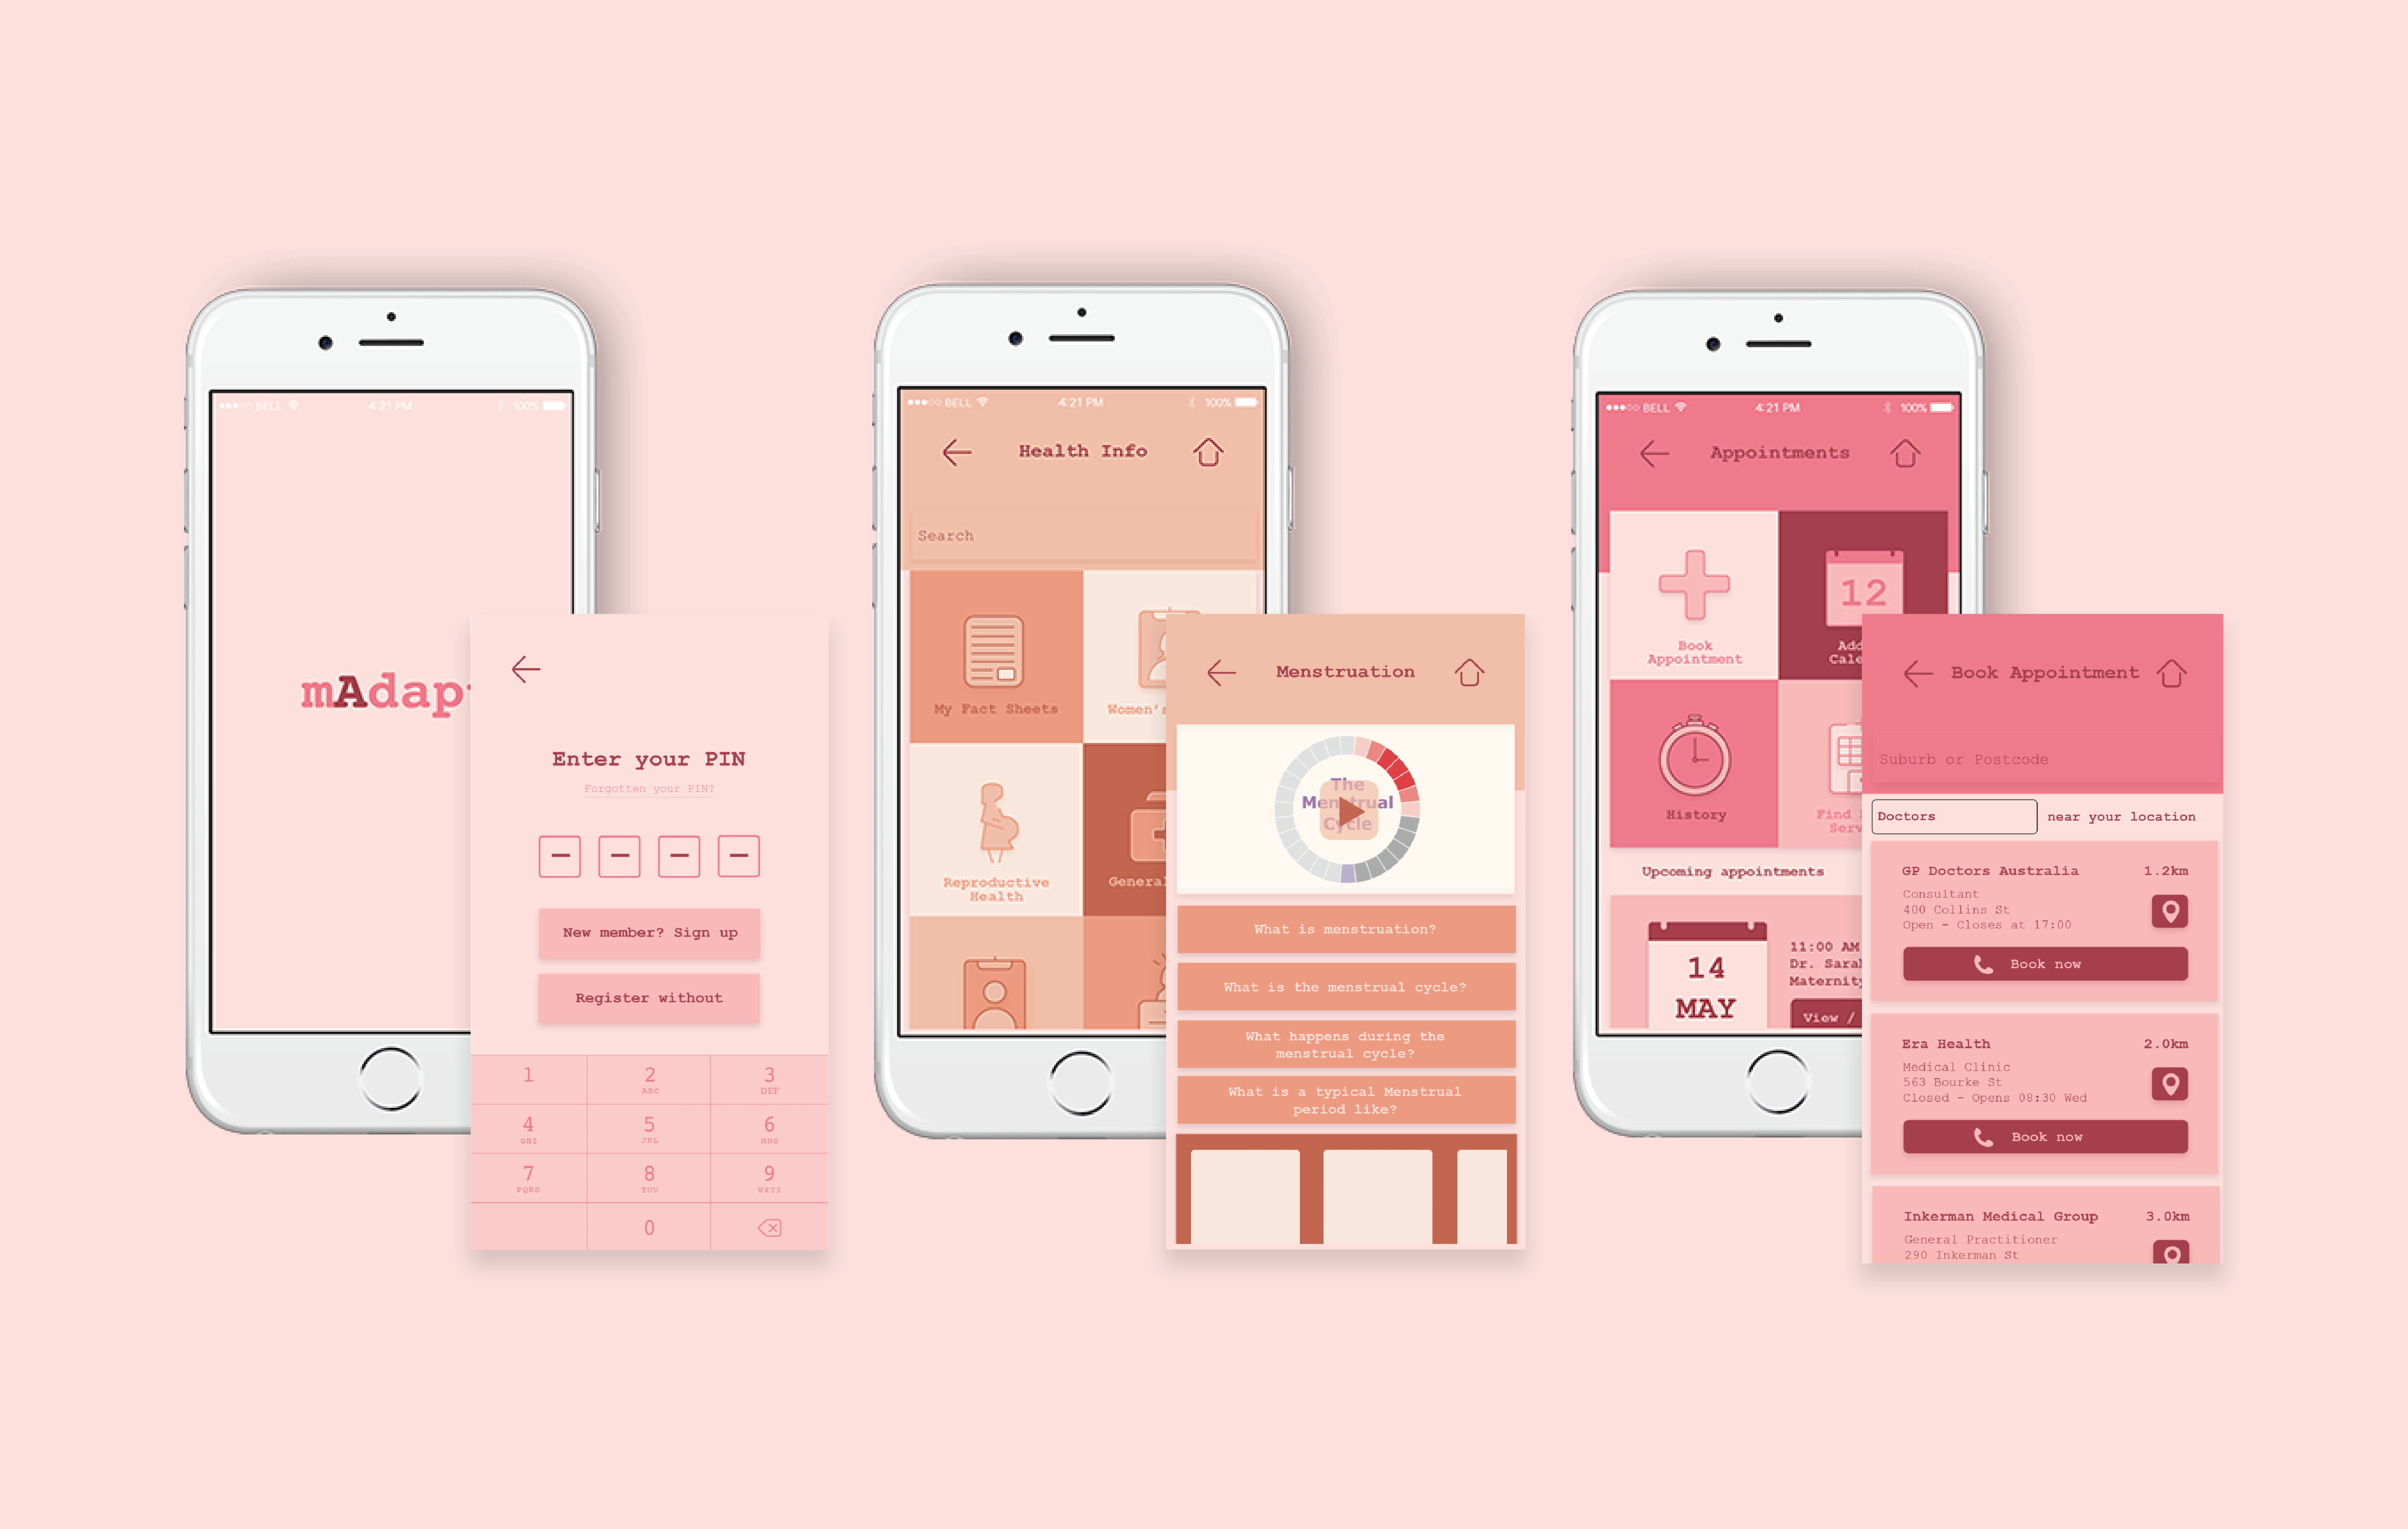 BELL 4:21 PM 100%
mAdap
Enter your PIN
Forgotten your PIN?
New member? Sign up
Register without
1
2
ABC
3
DEF
4
GHI
5
JKL
6
MNO
7
PQRS
8
TUV
9
WXYZ
0
BELL 4:21 PM 100%
Health Info
Search
My Fact Sheets
Women's
Reproductive
Health
General
Menstruation
The
Menstrual
Cycle
What is menstruation?
What is the menstrual cycle?
What happens during the
menstrual cycle?
What is a typical Menstrual
period like?
BELL 4:21 PM 100%
Appointments
Book
Appointment
12
Add
Cale
History
Find
Serv
Upcoming appointments
14
MAY
11:00 AM
Dr. Sarah
Maternity
View /
Book Appointment
Suburb or Postcode
Doctors near your location
GP Doctors Australia 1.2km
Consultant
400 Collins St
Open - Closes at 17:00
Book now
Era Health 2.0km
Medical Clinic
563 Bourke St
Closed - Opens 08:30 Wed
Book now
Inkerman Medical Group 3.0km
General Practitioner
290 Inkerman St